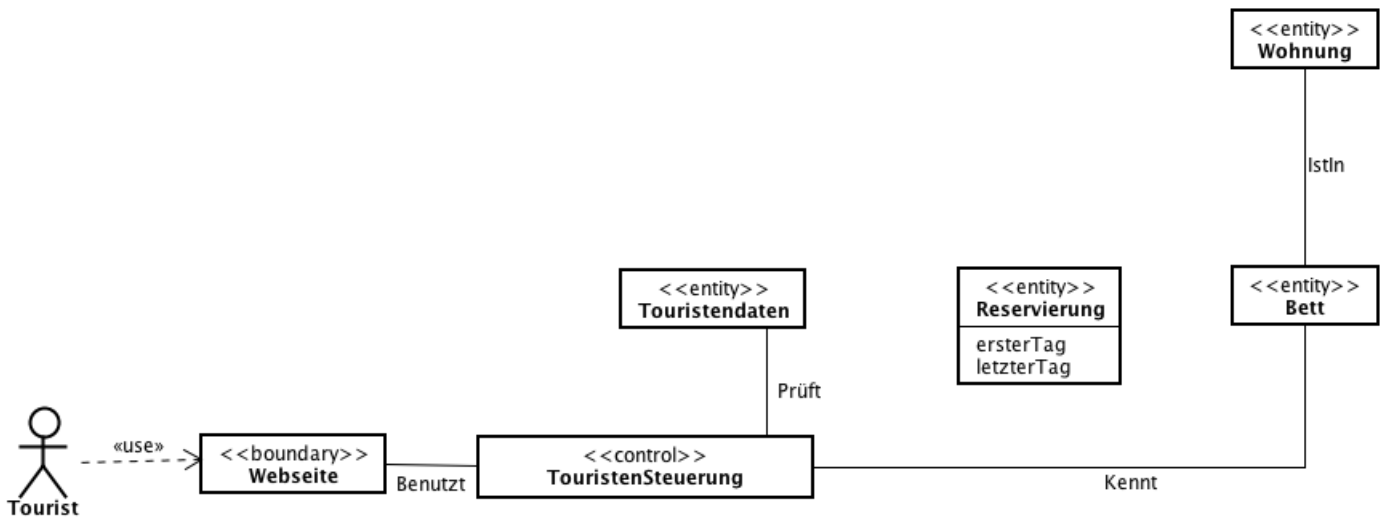 <<entity>>
Wohnung
IstIn
<<entity>>
Touristendaten
<<entity>>
Reservierung
ersterTag
letzterTag
<<entity>>
Bett
Prüft
«use»
<<boundary>>
Webseite
Benutzt
<<control>>
TouristenSteuerung
Kennt
Tourist